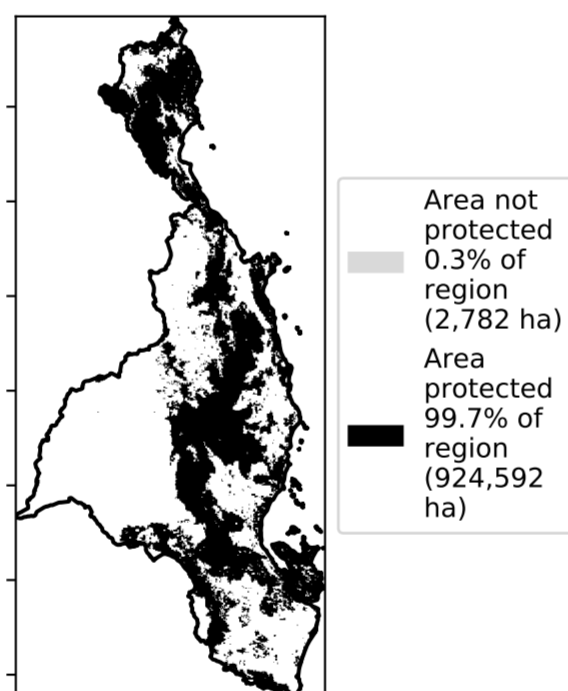 Area not
protected
0.3% of
region
(2,782 ha)
Area
protected
99.7% of
region
(924,592
ha)